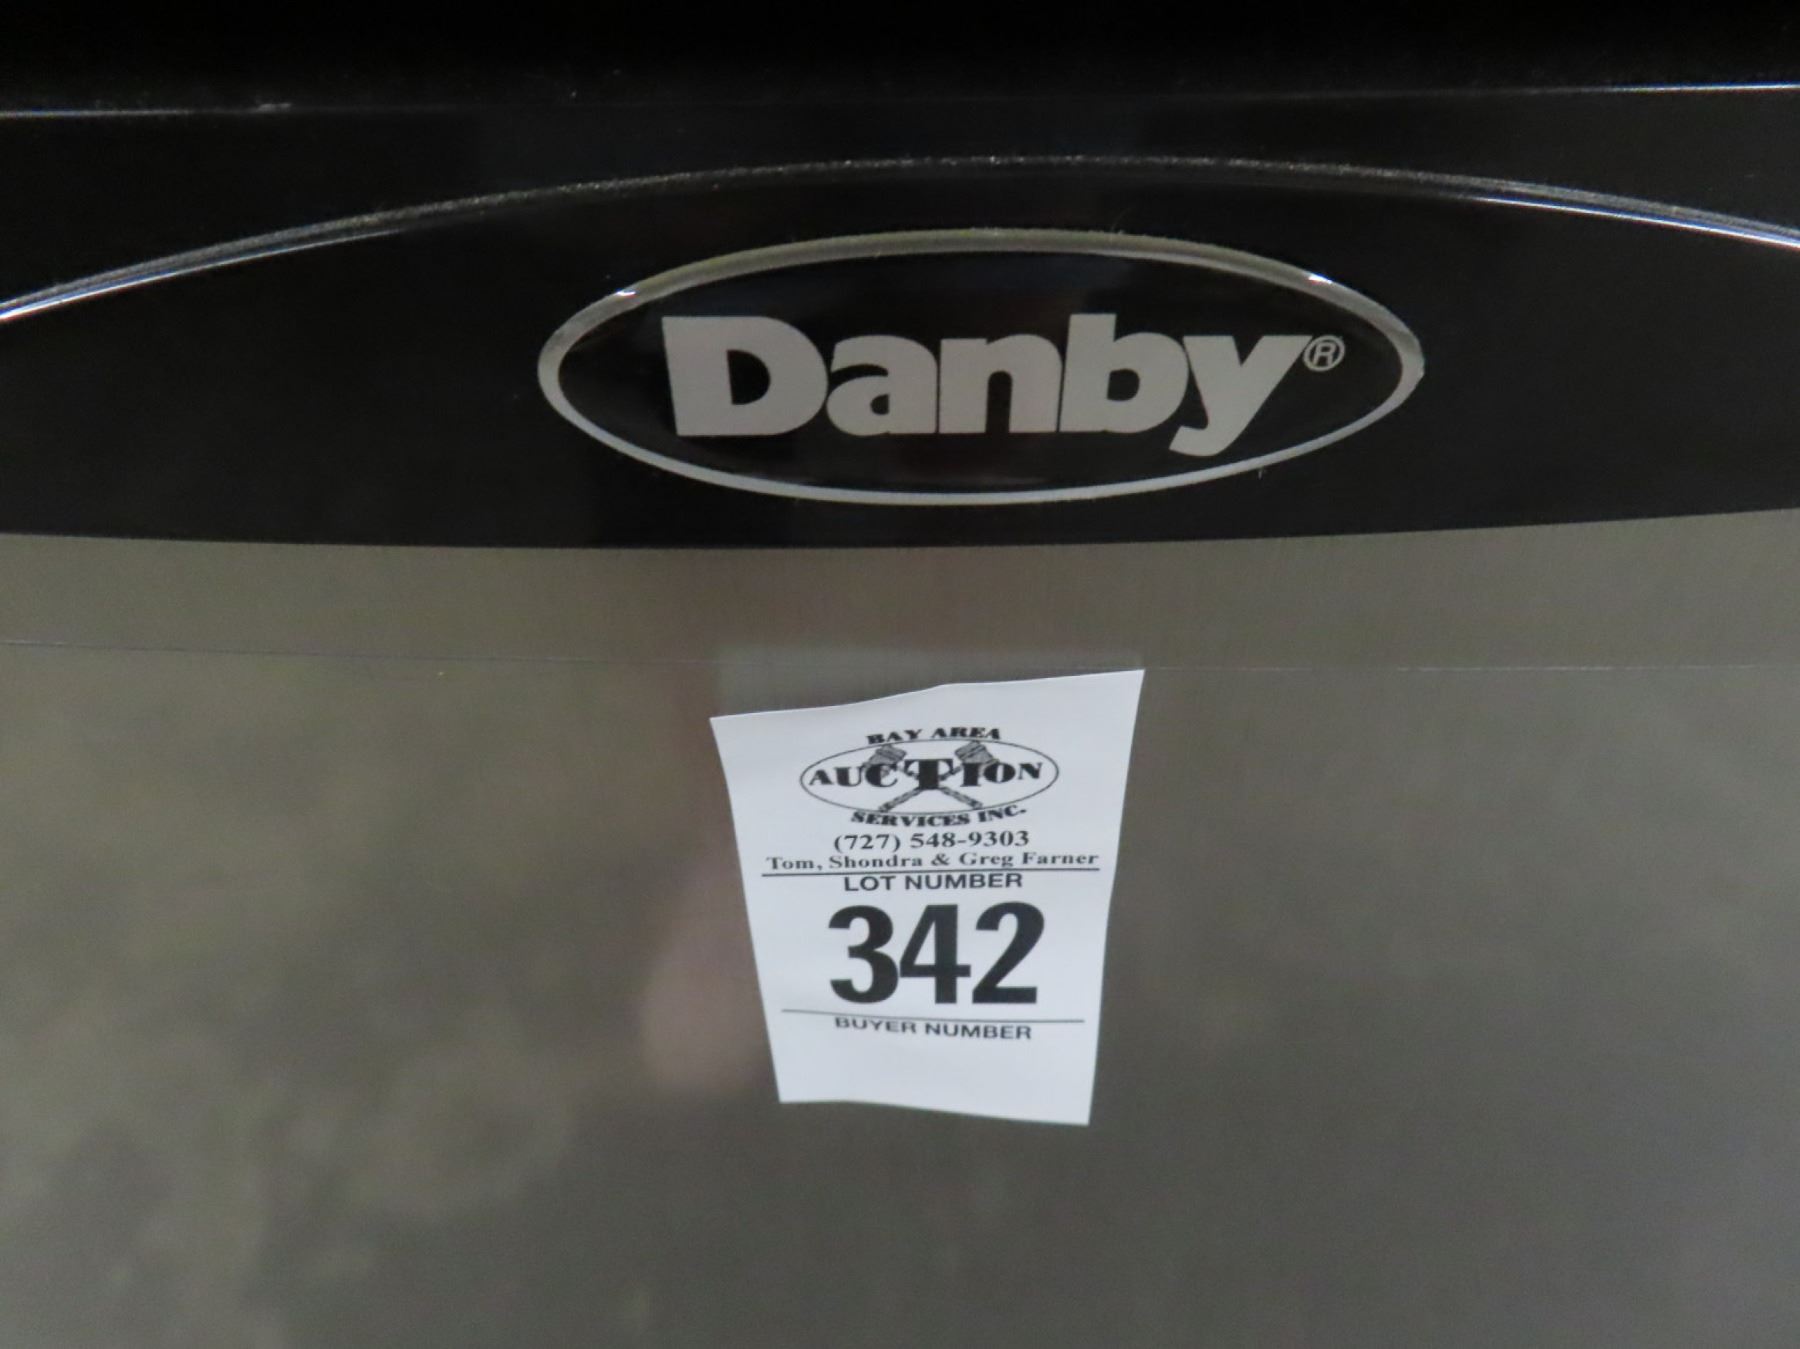 Danby®
BAY AREA
AUCTION
SERVICES INC.
(727) 548-9303
Tom, Shondra & Greg Farner
LOT NUMBER
342
BUYER NUMBER